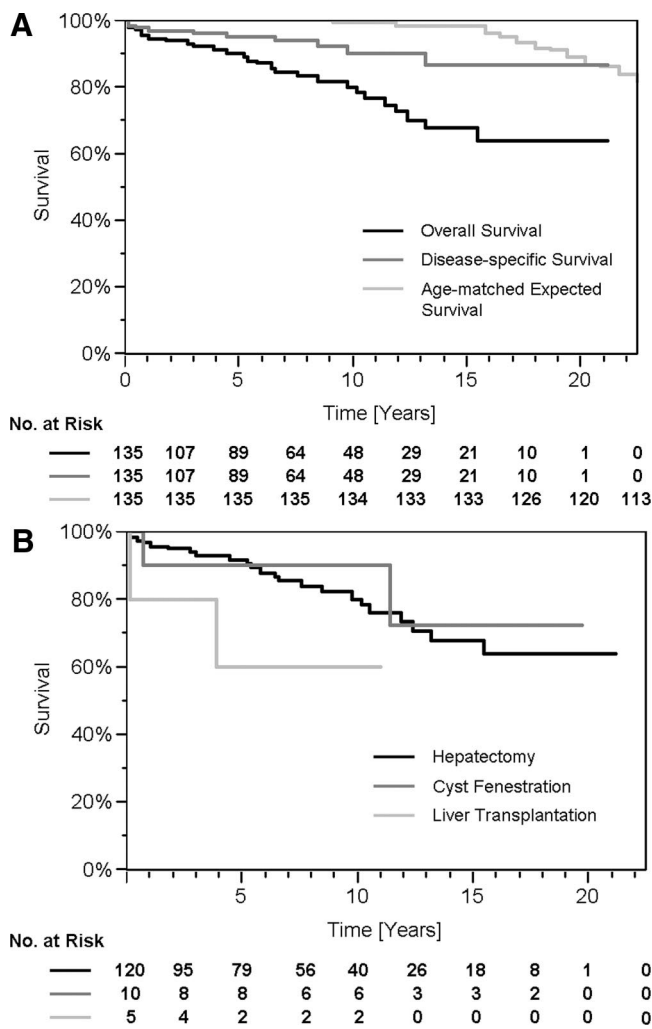 A
100%
80%
60%
40%
20%
0%
Survival
Overall Survival
Disease-specific Survival
Age-matched Expected
Survival
0 5 10 15 20
Time [Years]
No. at Risk
135 107 89 64 48 29 21 10 1 0
135 107 89 64 48 29 21 10 1 0
135 135 135 135 134 133 133 126 120 113
B
100%
80%
60%
40%
20%
0%
Survival
Hepatectomy
Cyst Fenestration
Liver Transplantation
5 10 15 20
Time [Years]
No. at Risk
120 95 79 56 40 26 18 8 1 0
10 8 8 6 6 3 3 2 0 0
5 4 2 2 2 0 0 0 0 0